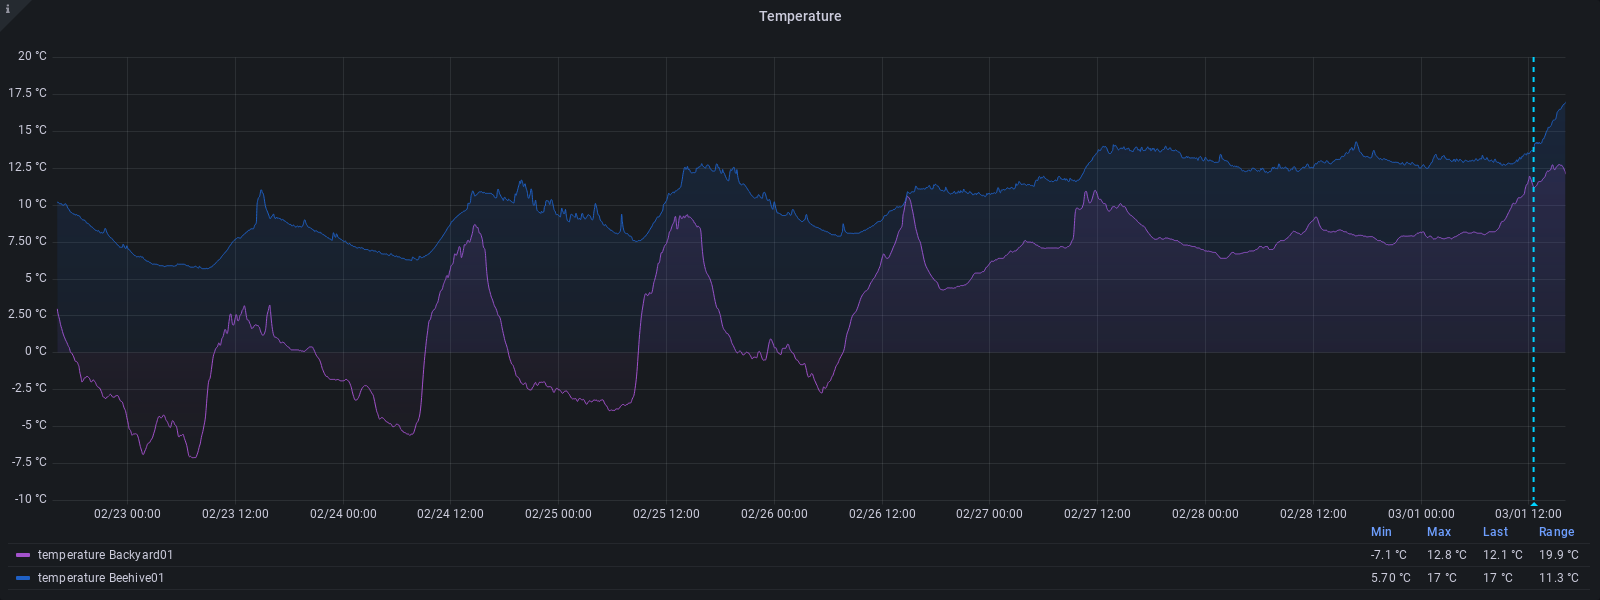 i
Temperature
20 °C
17.5 °C
15 °C
12.5 °C
10 °C
7.50 °C
5 °C
2.50 °C
0 °C
-2.5 °C
-5 °C
-7.5 °C
-10 °C
02/23 00:00 02/23 12:00 02/24 00:00 02/24 12:00 02/25 00:00 02/25 12:00 02/26 00:00 02/26 12:00 02/27 00:00 02/27 12:00 02/28 00:00 02/28 12:00 03/01 00:00 03/01 12:00
Min Max Last Range
temperature Backyard01 -7.1 °C 12.8 °C 12.1 °C 19.9 °C
temperature Beehive01 5.70 °C 17 °C 17 °C 11.3 °C